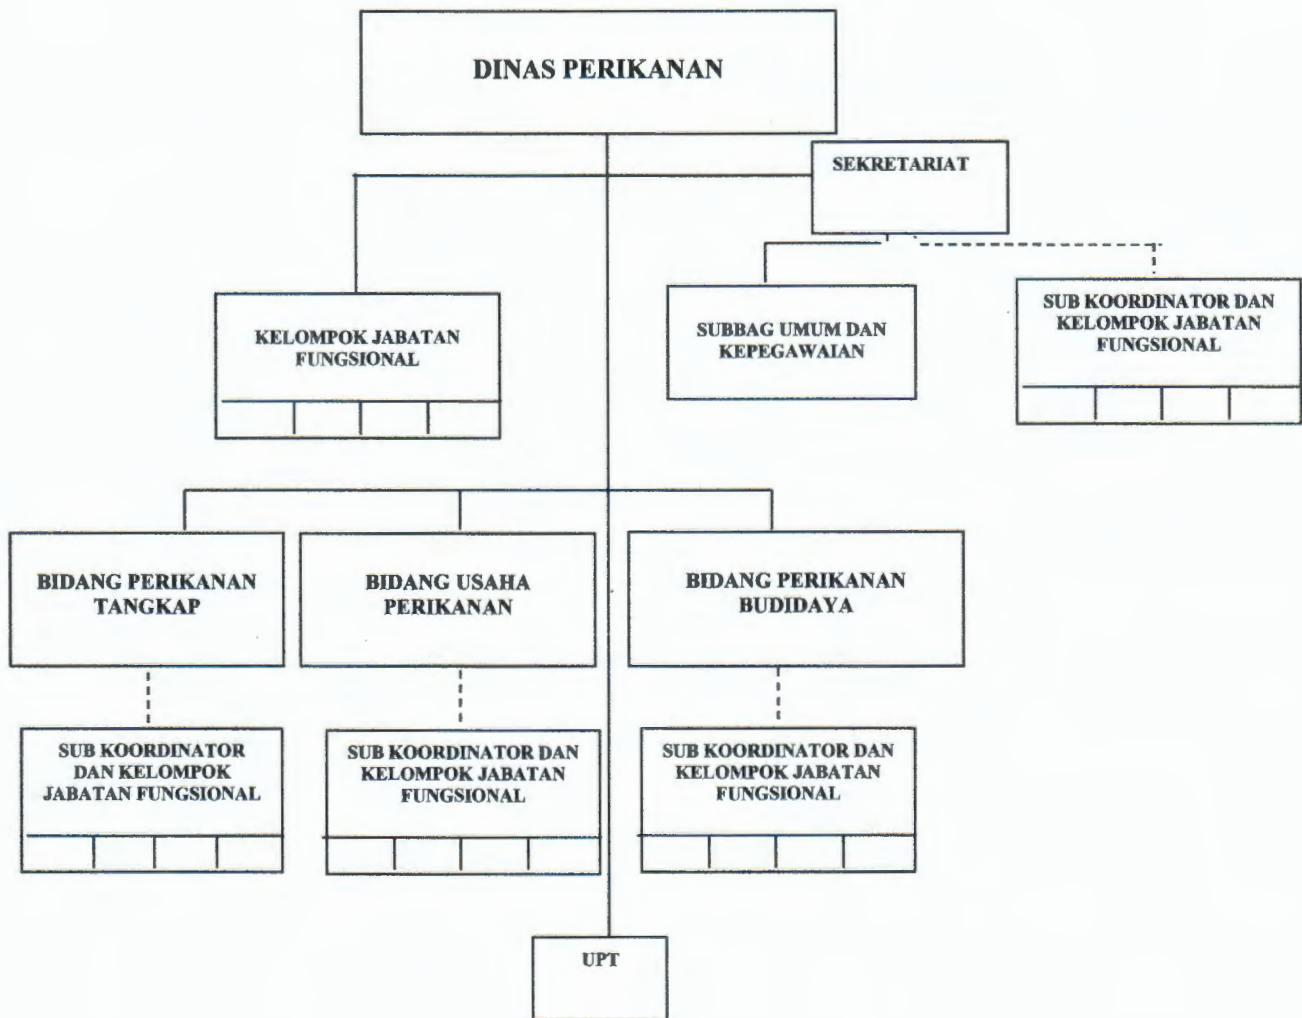 DINAS PERIKANAN
SEKRETARIAT
KELOMPOK JABATAN
FUNGSIONAL
SUBBAG UMUM DAN
KEPEGAWAIAN
SUB KOORDINATOR DAN
KELOMPOK JABATAN
FUNGSIONAL
BIDANG PERIKANAN
TANGKAP
BIDANG USAHA
PERIKANAN
BIDANG PERIKANAN
BUDIDAYA
SUB KOORDINATOR
DAN KELOMPOK
JABATAN FUNGSIONAL
SUB KOORDINATOR DAN
KELOMPOK JABATAN
FUNGSIONAL
SUB KOORDINATOR DAN
KELOMPOK JABATAN
FUNGSIONAL
UPT